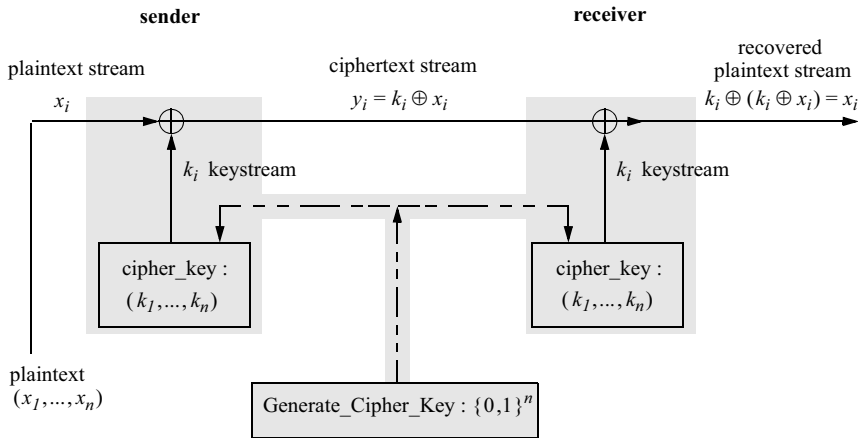 sender
receiver
plaintext stream
x_i
ciphertext stream
y_i = k_i ⊕ x_i
recovered
plaintext stream
k_i ⊕ (k_i ⊕ x_i) = x_i
k_i keystream
k_i keystream
cipher_key :
(k_1,...,k_n)
cipher_key :
(k_1,...,k_n)
plaintext
(x_1,...,x_n)
Generate_Cipher_Key : {0,1}^n